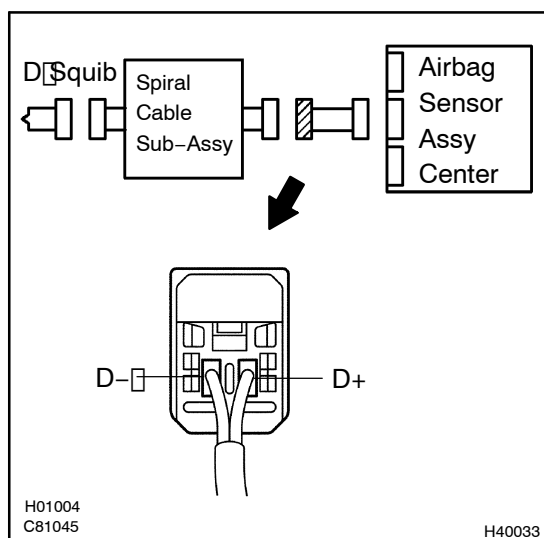 D▯Squib
Spiral
Cable
Sub−Assy
Airbag
Sensor
Assy
Center
D−▯
D+
H01004
C81045
H40033